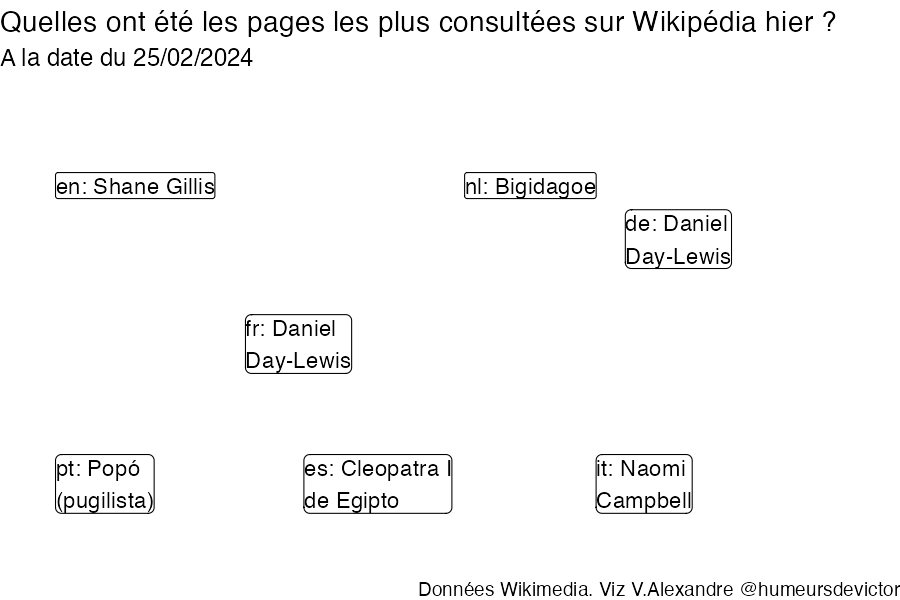 Quelles ont été les pages les plus consultées sur Wikipédia hier ?
A la date du 25/02/2024
en: Shane Gillis
nl: Bigidagoe
de: Daniel
Day-Lewis
fr: Daniel
Day-Lewis
pt: Popó
(pugilista)
es: Cleopatra I
de Egipto
it: Naomi
Campbell
Données Wikimedia. Viz V.Alexandre @humeursdevictor